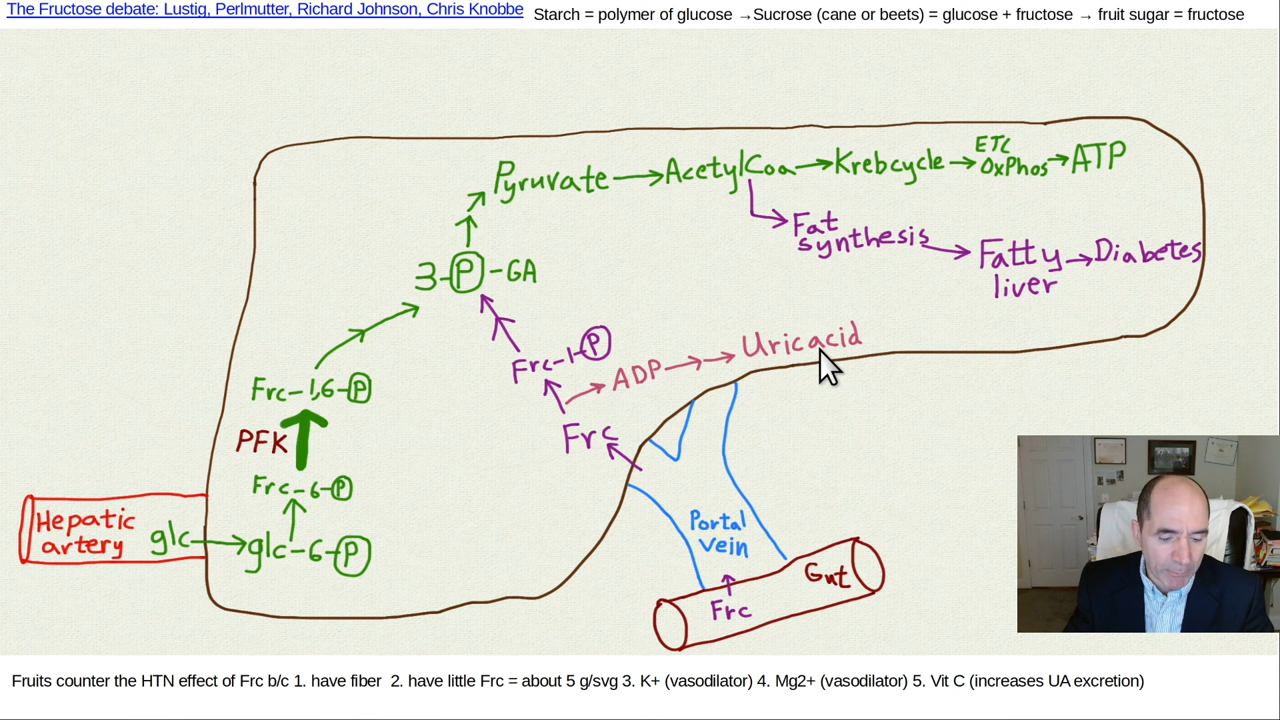 The Fructose debate: Lustig, Perlmutter, Richard Johnson, Chris Knobbe
Starch = polymer of glucose →Sucrose (cane or beets) = glucose + fructose → fruit sugar = fructose
Pyruvate → AcetylCoa → Krebcycle → ETC OxPhos → ATP
Fat synthesis → Fatty liver → Diabetes
3-P-GA
Frc-1-P
ADP →→ Uric acid
Frc-1,6-P
PFK
Frc
Frc-6-P
Hepatic artery
glc → glc-6-P
Portal vein
Gut
Frc
Fruits counter the HTN effect of Frc b/c 1. have fiber 2. have little Frc = about 5 g/svg 3. K+ (vasodilator) 4. Mg2+ (vasodilator) 5. Vit C (increases UA excretion)